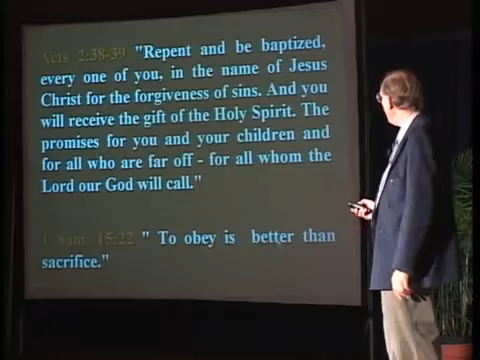 Acts 2:38-39 "Repent and be baptized,
every one of you, in the name of Jesus
Christ for the forgiveness of sins. And you
will receive the gift of the Holy Spirit. The
promises for you and your children and
for all who are far off - for all whom the
Lord our God will call."
1 Sam. 15:22 " To obey is better than
sacrifice."